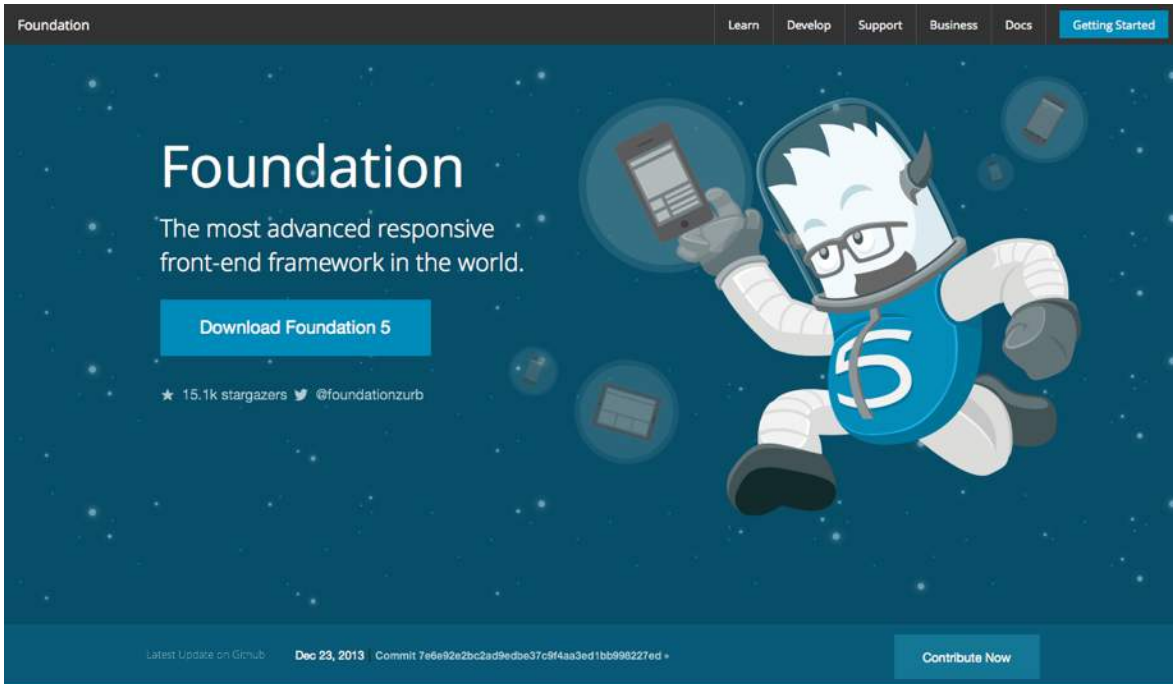 Foundation
Learn Develop Support Business Docs Getting Started
Foundation
The most advanced responsive
front-end framework in the world.
Download Foundation 5
15.1k stargazers @foundationzurb
5
Latest Update on Github Dec 23, 2013 Commit 7e6e92e2bc2ad9edbe37c9f4aa3ed1bb998227ed »
Contribute Now